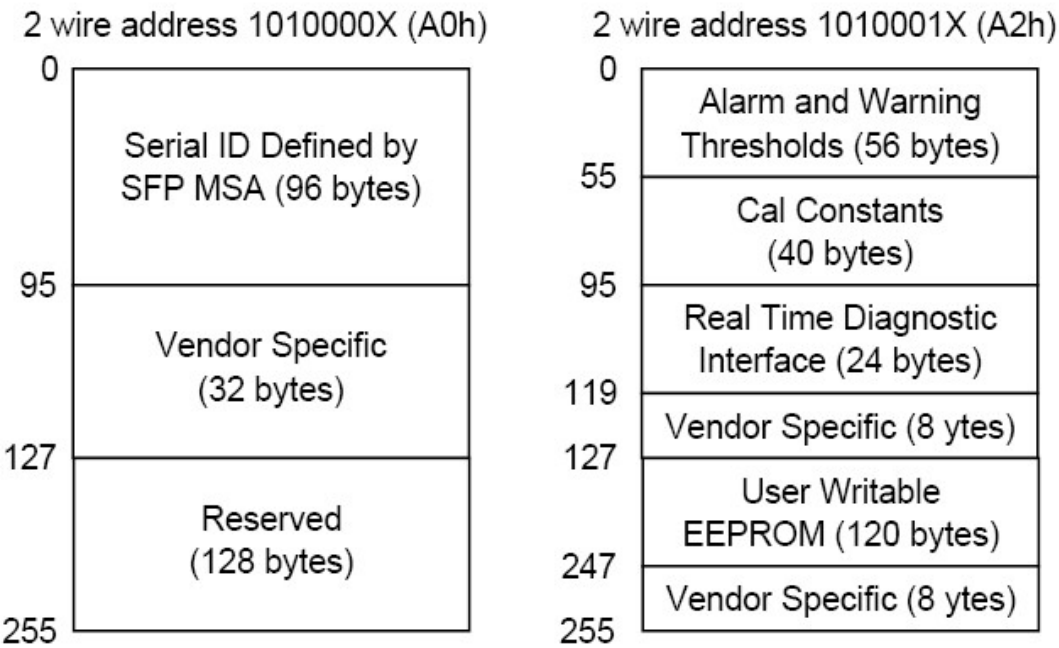 2 wire address 1010000X (A0h)
0
Serial ID Defined by
SFP MSA (96 bytes)
95
Vendor Specific
(32 bytes)
127
Reserved
(128 bytes)
255
2 wire address 1010001X (A2h)
0
Alarm and Warning
Thresholds (56 bytes)
55
Cal Constants
(40 bytes)
95
Real Time Diagnostic
Interface (24 bytes)
119
Vendor Specific (8 ytes)
127
User Writable
EEPROM (120 bytes)
247
Vendor Specific (8 ytes)
255